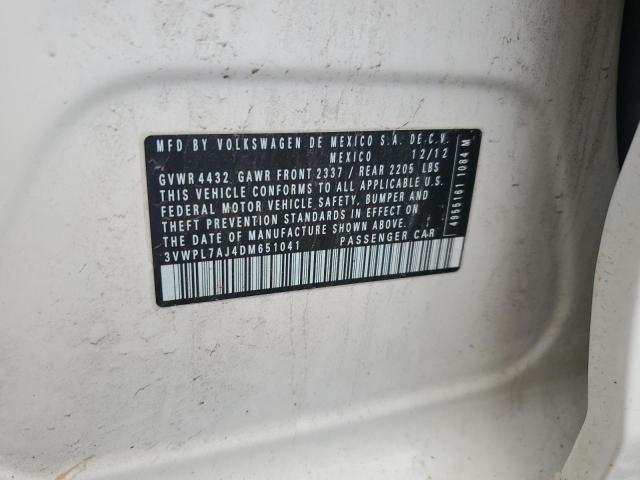 MFD BY VOLKSWAGEN DE MEXICO S.A. DE C.V.
MEXICO 12/12
GVWR 4432 GAWR FRONT 2337 / REAR 2205 LBS
THIS VEHICLE CONFORMS TO ALL APPLICABLE U.S.
FEDERAL MOTOR VEHICLE SAFETY, BUMPER AND
THEFT PREVENTION STANDARDS IN EFFECT ON
THE DATE OF MANUFACTURE SHOWN ABOVE.
3VWPL7AJ4DM651041 PASSENGER CAR
4955161 1084 M